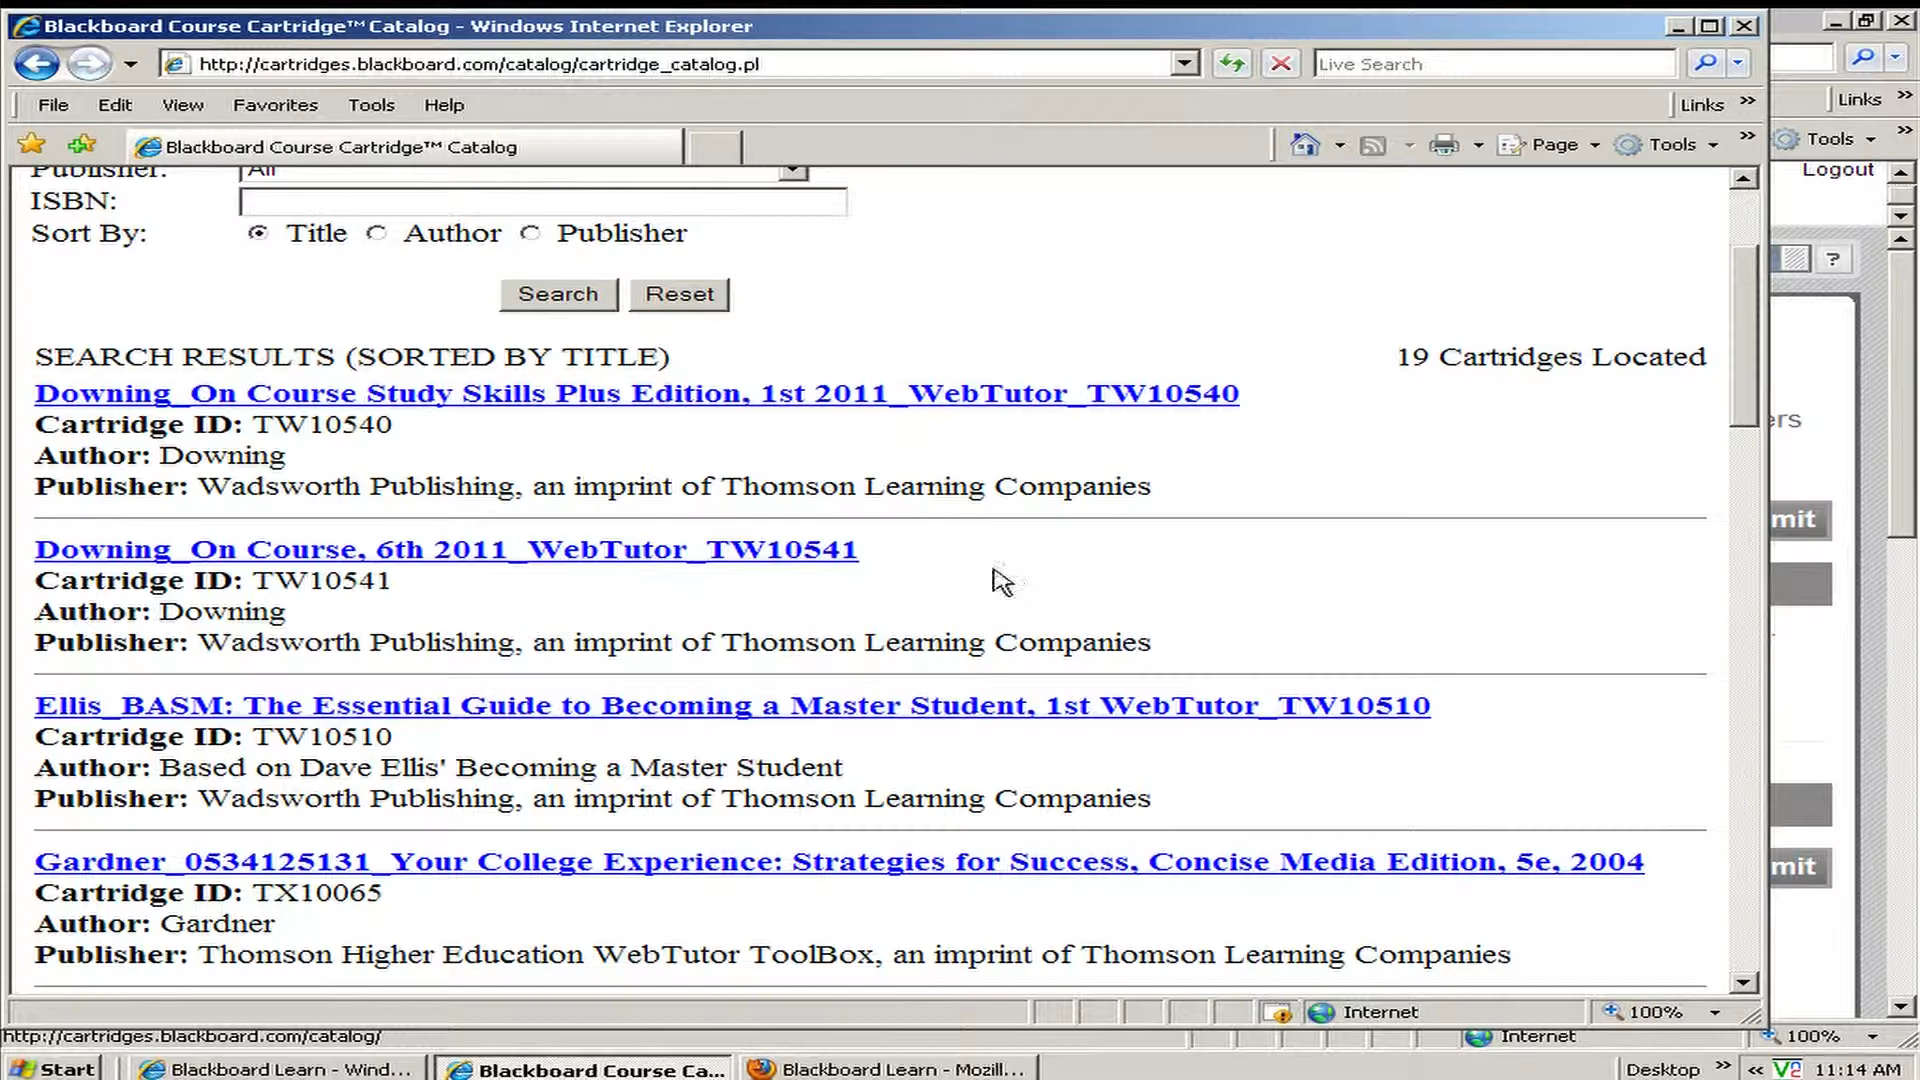 Blackboard Course Cartridge™ Catalog - Windows Internet Explorer
http://cartridges.blackboard.com/catalog/cartridge_catalog.pl
Live Search
File Edit View Favorites Tools Help
Links »
Links »
Blackboard Course Cartridge™ Catalog
Page
Tools »
Tools »
Logout
Publisher: All
ISBN:
Sort By: Title Author Publisher
?
Search Reset
SEARCH RESULTS (SORTED BY TITLE) 19 Cartridges Located
Downing_On Course Study Skills Plus Edition, 1st 2011_WebTutor_TW10540
Cartridge ID: TW10540
ers
Author: Downing
Publisher: Wadsworth Publishing, an imprint of Thomson Learning Companies
mit
Downing_On Course, 6th 2011_WebTutor_TW10541
Cartridge ID: TW10541
Author: Downing
Publisher: Wadsworth Publishing, an imprint of Thomson Learning Companies
Ellis_BASM: The Essential Guide to Becoming a Master Student, 1st WebTutor_TW10510
Cartridge ID: TW10510
Author: Based on Dave Ellis' Becoming a Master Student
Publisher: Wadsworth Publishing, an imprint of Thomson Learning Companies
Gardner_0534125131_Your College Experience: Strategies for Success, Concise Media Edition, 5e, 2004
mit
Cartridge ID: TX10065
Author: Gardner
Publisher: Thomson Higher Education WebTutor ToolBox, an imprint of Thomson Learning Companies
Internet 100%
http://cartridges.blackboard.com/catalog/ Internet 100%
Start Blackboard Learn - Wind... Blackboard Course Ca... Blackboard Learn - Mozill... Desktop » « 11:14 AM